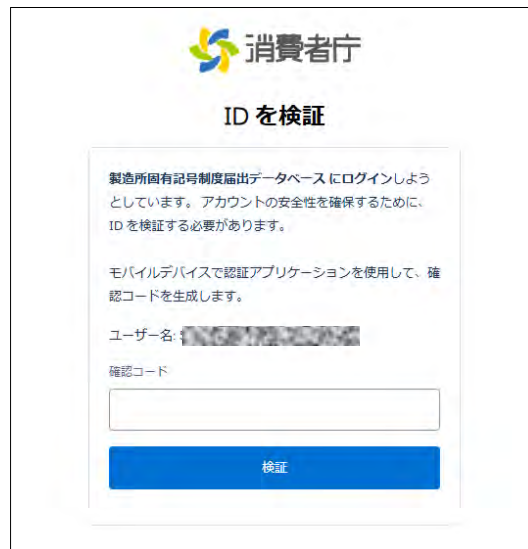 消費者庁
ID を検証
製造所固有記号制度届出データベース にログインしよう
としています。 アカウントの安全性を確保するために、
ID を検証する必要があります。
モバイルデバイスで認証アプリケーションを使用して、確
認コードを生成します。
ユーザー名:
確認コード
検証